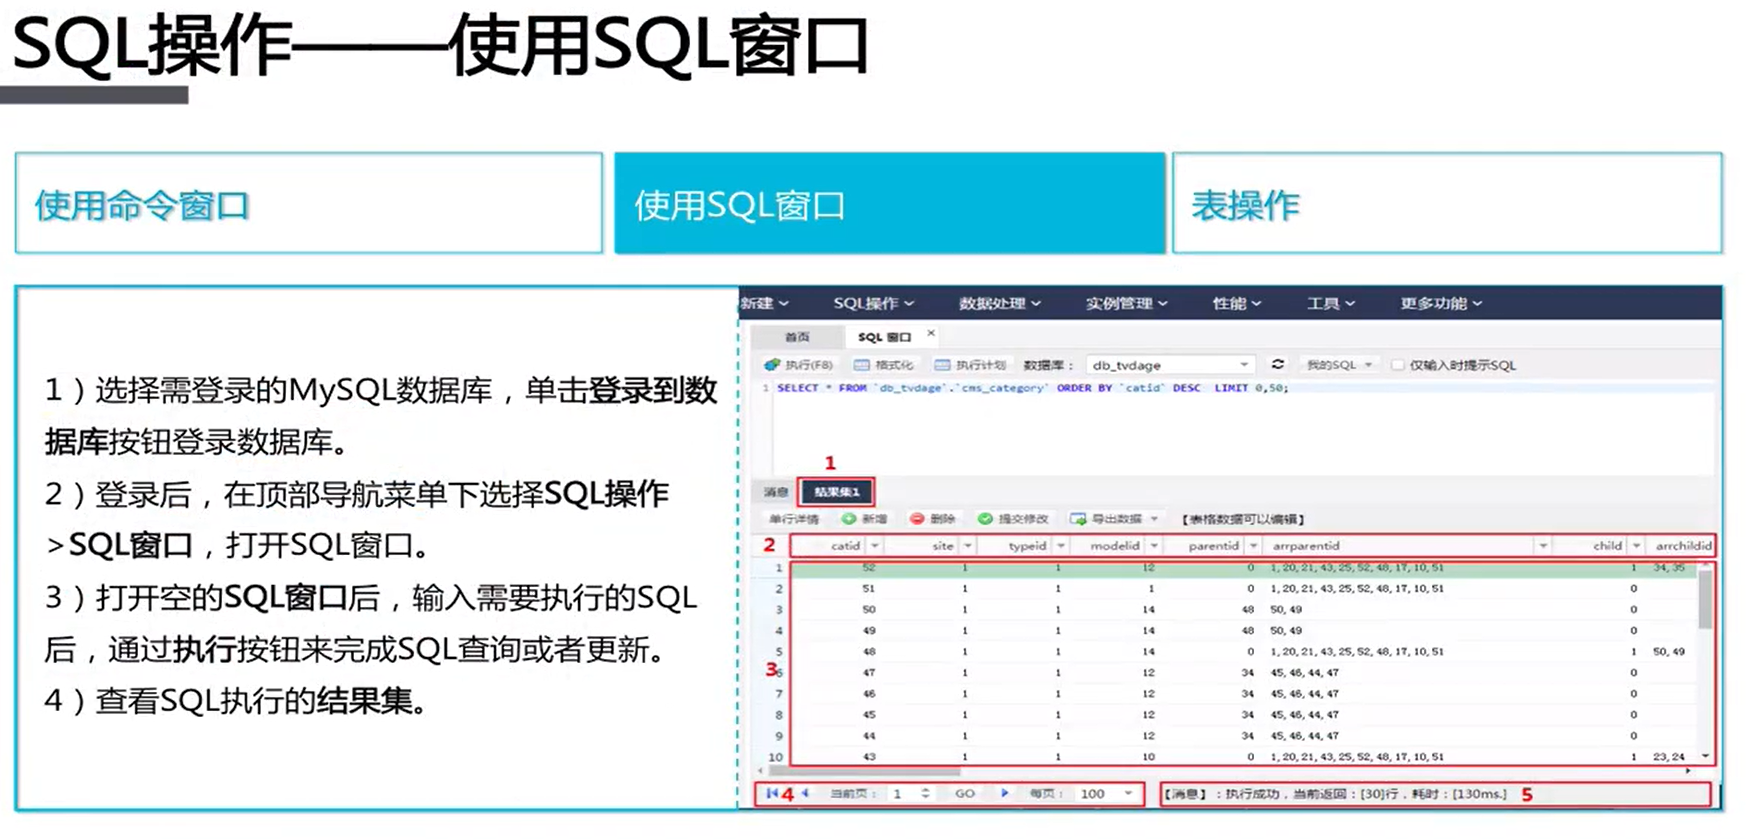 SQL操作——使用SQL窗口
使用命令窗口
使用SQL窗口
表操作
1）选择需登录的MySQL数据库，单击登录到数
据库按钮登录数据库。
2）登录后，在顶部导航菜单下选择SQL操作
>SQL窗口，打开SQL窗口。
3）打开空的SQL窗口后，输入需要执行的SQL
后，通过执行按钮来完成SQL查询或者更新。
4）查看SQL执行的结果集。
新建 SQL操作 数据处理 实例管理 性能 工具 更多功能
首页 SQL 窗口 ×
执行(F8) 格式化 执行计划 数据库： db_tvdage 我的SQL 仅输入时提示SQL
1 SELECT * FROM `db_tvdage`.`cms_category` ORDER BY `catid` DESC LIMIT 0,50;
1
消息 结果集1
单行详情 新增 删除 提交修改 导出数据 【表格数据可以编辑】
2 catid site typeid modelid parentid arrparentid child arrchildid
1 52 1 1 12 0 1,20,21,43,25,52,48,17,10,51 1 34,35
2 51 1 1 1 0 1,20,21,43,25,52,48,17,10,51 0
3 50 1 1 14 48 50,49 0
4 49 1 1 14 48 50,49 0
5 48 1 1 14 0 1,20,21,43,25,52,48,17,10,51 1 50,49
3
6 47 1 1 12 34 45,46,44,47 0
7 46 1 1 12 34 45,46,44,47 0
8 45 1 1 12 34 45,46,44,47 0
9 44 1 1 12 34 45,46,44,47 0
10 43 1 1 10 0 1,20,21,43,25,52,48,17,10,51 1 23,24
4 当前页： 1 GO 每页： 100
【消息】：执行成功，当前返回：[30]行，耗时：[130ms.] 5